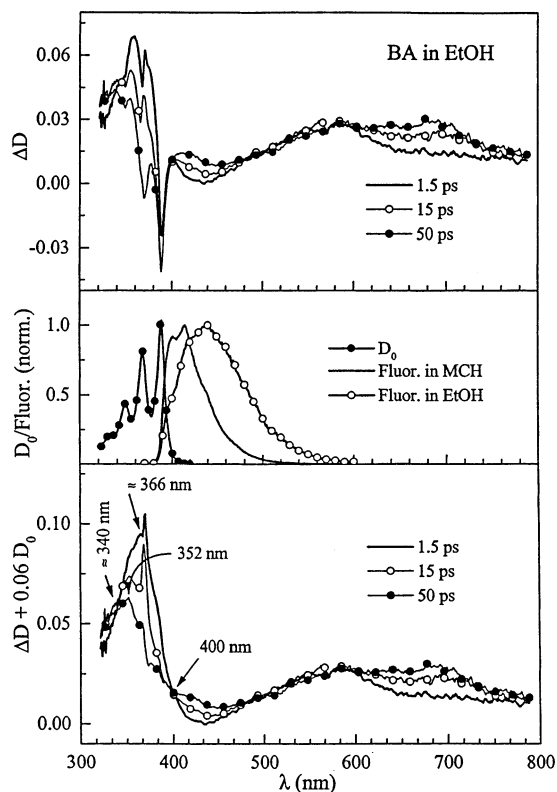 BA in EtOH
ΔD
0.06
0.03
0.00
-0.03
1.5 ps
15 ps
50 ps
D₀/Fluor. (norm.)
1.0
0.5
D₀
Fluor. in MCH
Fluor. in EtOH
ΔD + 0.06 D₀
0.10
0.05
0.00
≈ 366 nm
≈ 340 nm
352 nm
400 nm
1.5 ps
15 ps
50 ps
300 400 500 600 700 800
λ (nm)